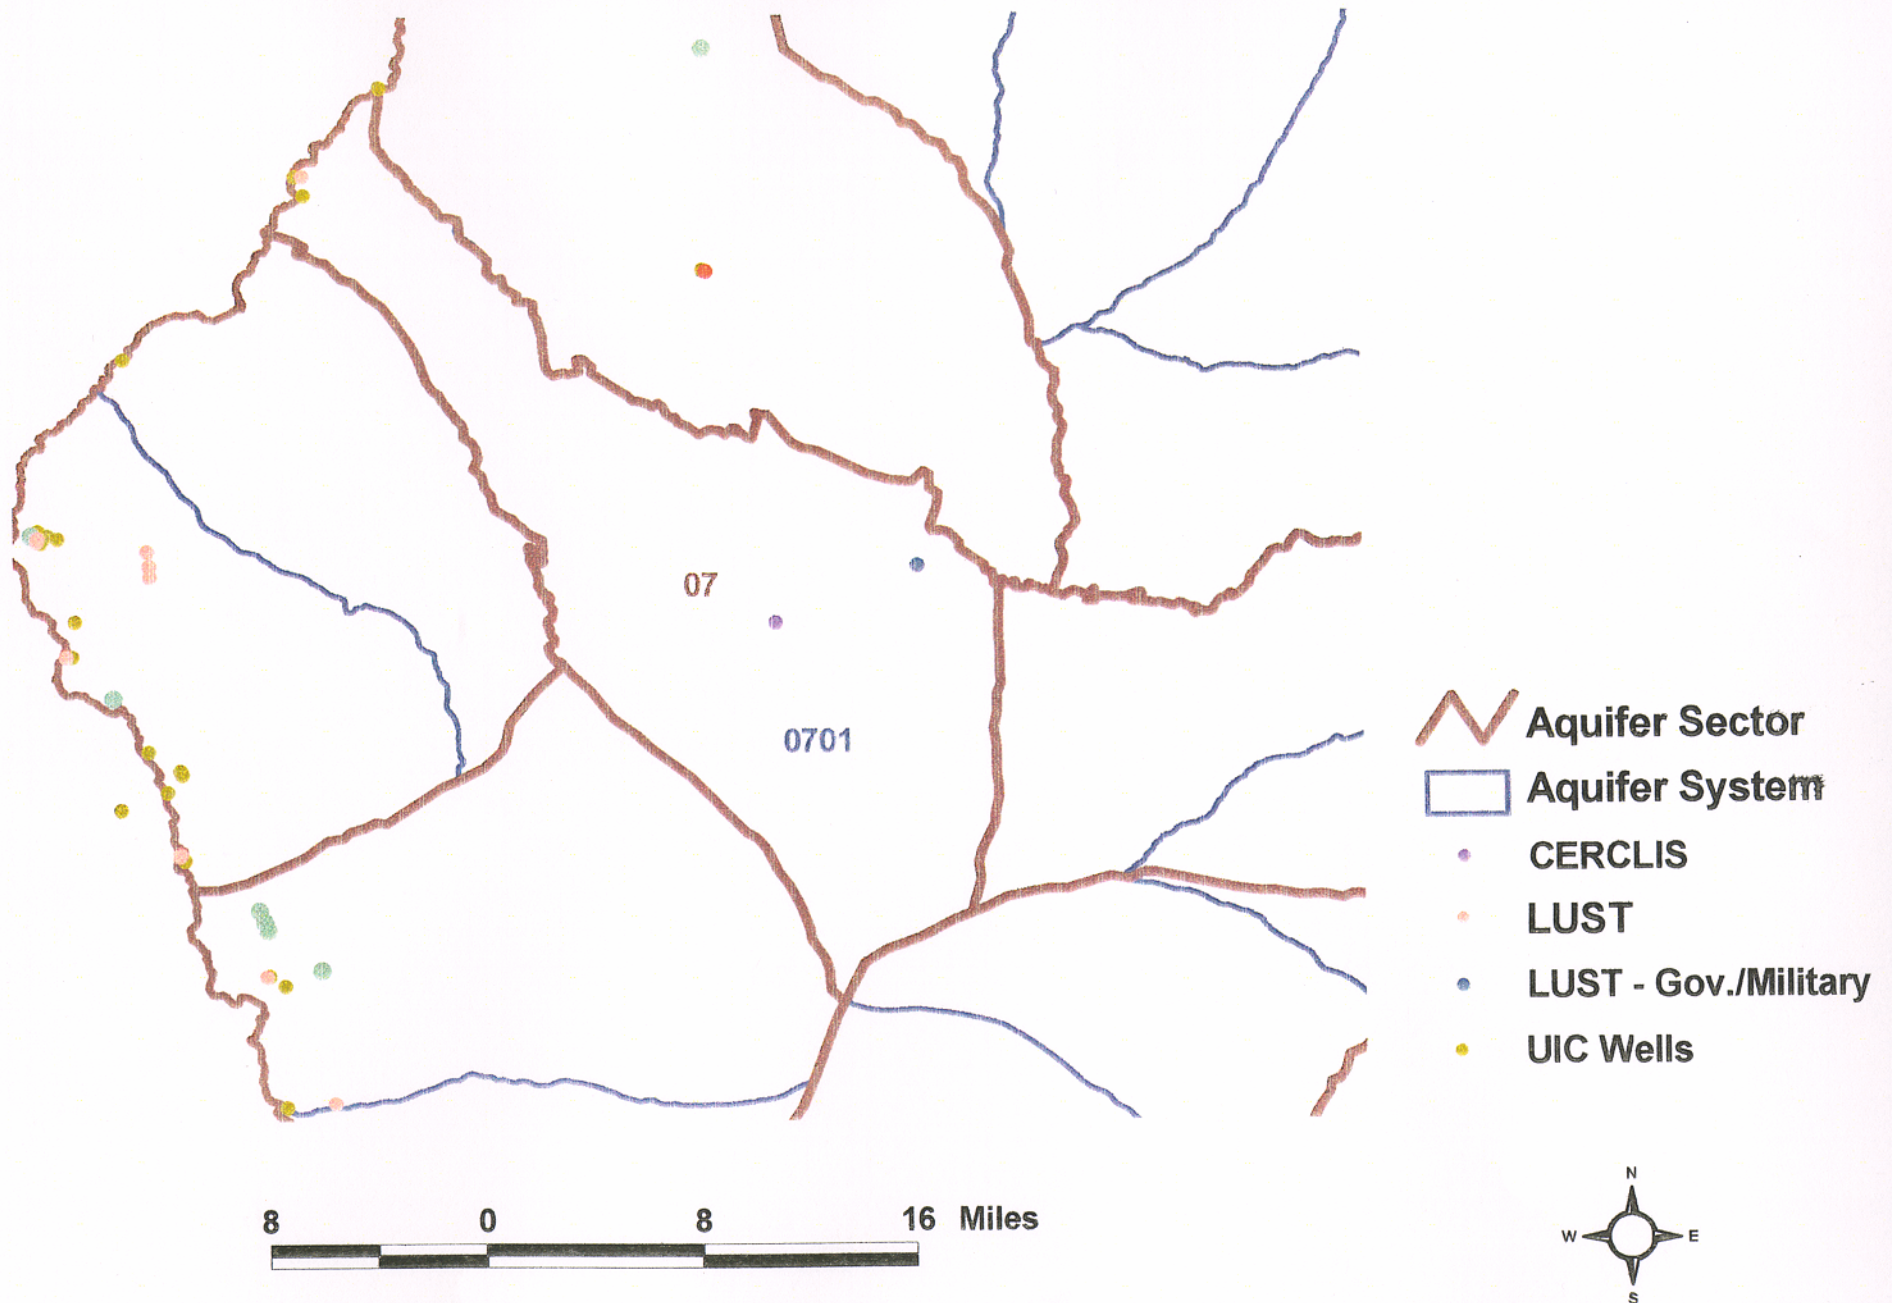 07
0701
Aquifer Sector
Aquifer System
CERCLIS
LUST
LUST - Gov./Military
UIC Wells
8 0 8 16 Miles
N
W E
S